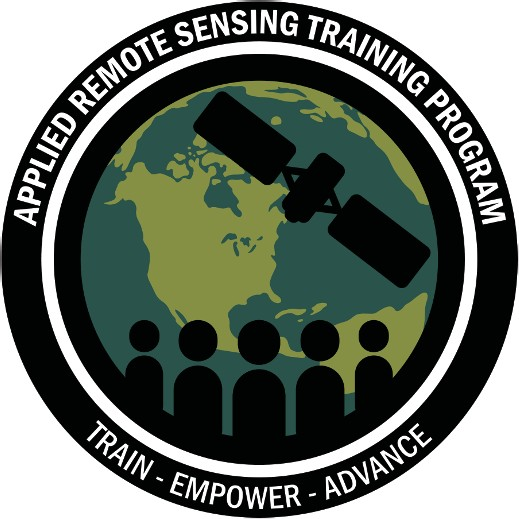 APPLIED REMOTE SENSING TRAINING PROGRAM
TRAIN - EMPOWER - ADVANCE